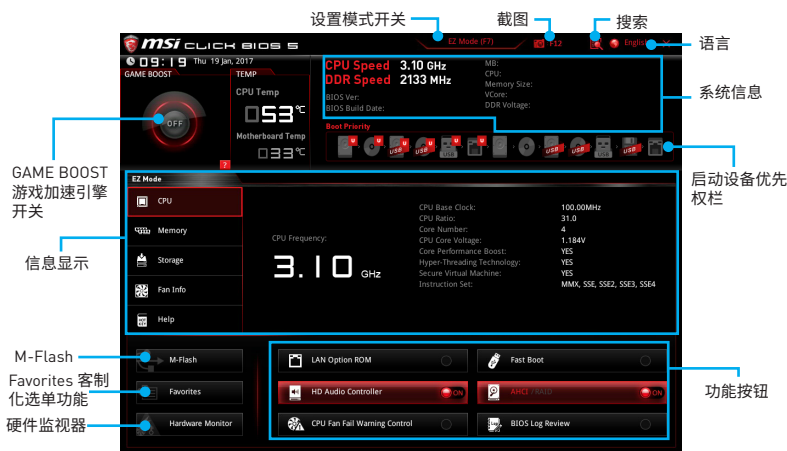 设置模式开关
截图
搜索
msi CLICK BIOS 5
EZ Mode (F7)
F12
English
语言
09:19 Thu 19 Jan, 2017
GAME BOOST
OFF
TEMP
CPU Temp
53℃
Motherboard Temp
33℃
?
CPU Speed 3.10 GHz
DDR Speed 2133 MHz
BIOS Ver:
BIOS Build Date:
MB:
CPU:
Memory Size:
VCore:
DDR Voltage:
系统信息
Boot Priority
U U U U U U
USB USB USB USB USB USB USB
GAME BOOST
游戏加速引擎
开关
启动设备优先
权栏
EZ Mode
CPU
Memory
Storage
Fan Info
Help
信息显示
CPU Frequency:
3.10 GHz
CPU Base Clock: 100.00MHz
CPU Ratio: 31.0
Core Number: 4
CPU Core Voltage: 1.184V
Core Performance Boost: YES
Hyper-Threading Technology: YES
Secure Virtual Machine: YES
Instruction Set: MMX, SSE, SSE2, SSE3, SSE4
M-Flash
Favorites 客制
化选单功能
硬件监视器
M-Flash
Favorites
Hardware Monitor
LAN Option ROM
Fast Boot
HD Audio Controller ON
AHCI / RAID ON
CPU Fan Fail Warning Control
BIOS Log Review
功能按钮